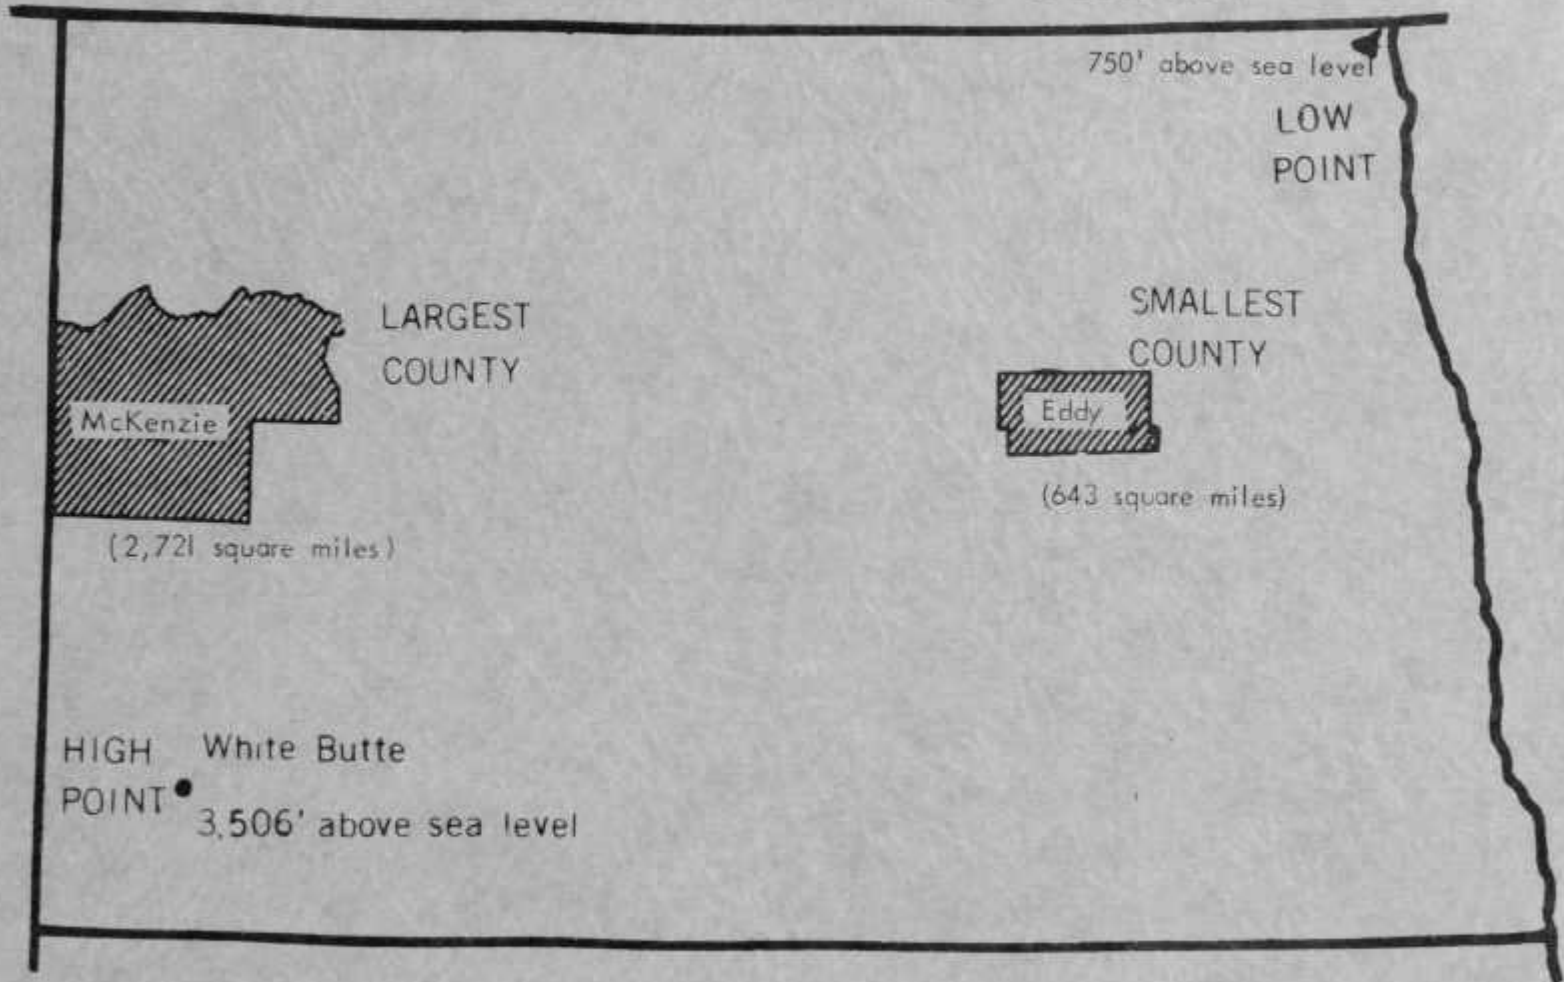 750' above sea level
LOW
POINT
LARGEST
COUNTY
SMALLEST
COUNTY
McKenzie
Eddy
(643 square miles)
(2,721 square miles)
HIGH
POINT
White Butte
3,506' above sea level